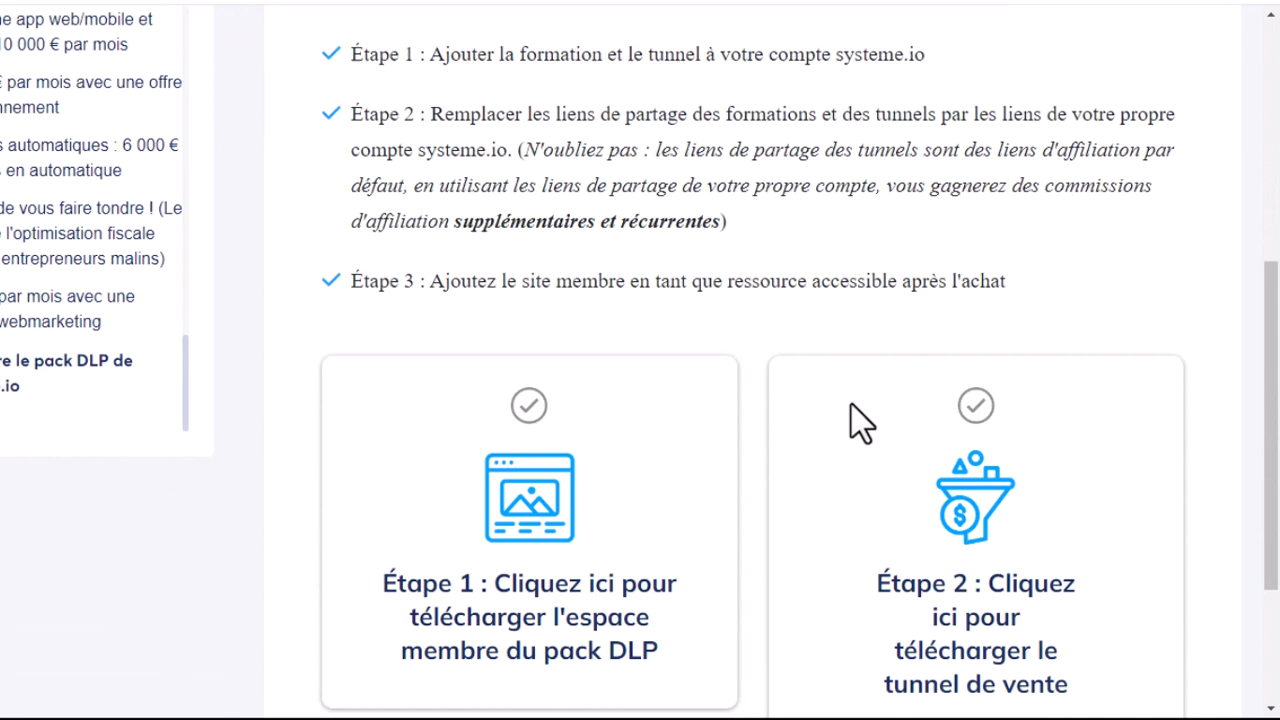 ne app web/mobile et
10 000 € par mois
€ par mois avec une offre
nnement
s automatiques : 6 000 €
s en automatique
de vous faire tondre ! (Le
e l'optimisation fiscale
entrepreneurs malins)
par mois avec une
webmarketing
re le pack DLP de
.io
Étape 1 : Ajouter la formation et le tunnel à votre compte systeme.io
Étape 2 : Remplacer les liens de partage des formations et des tunnels par les liens de votre propre
compte systeme.io. (N'oubliez pas : les liens de partage des tunnels sont des liens d'affiliation par
défaut, en utilisant les liens de partage de votre propre compte, vous gagnerez des commissions
d'affiliation supplémentaires et récurrentes)
Étape 3 : Ajoutez le site membre en tant que ressource accessible après l'achat
Étape 1 : Cliquez ici pour
télécharger l'espace
membre du pack DLP
Étape 2 : Cliquez
ici pour
télécharger le
tunnel de vente